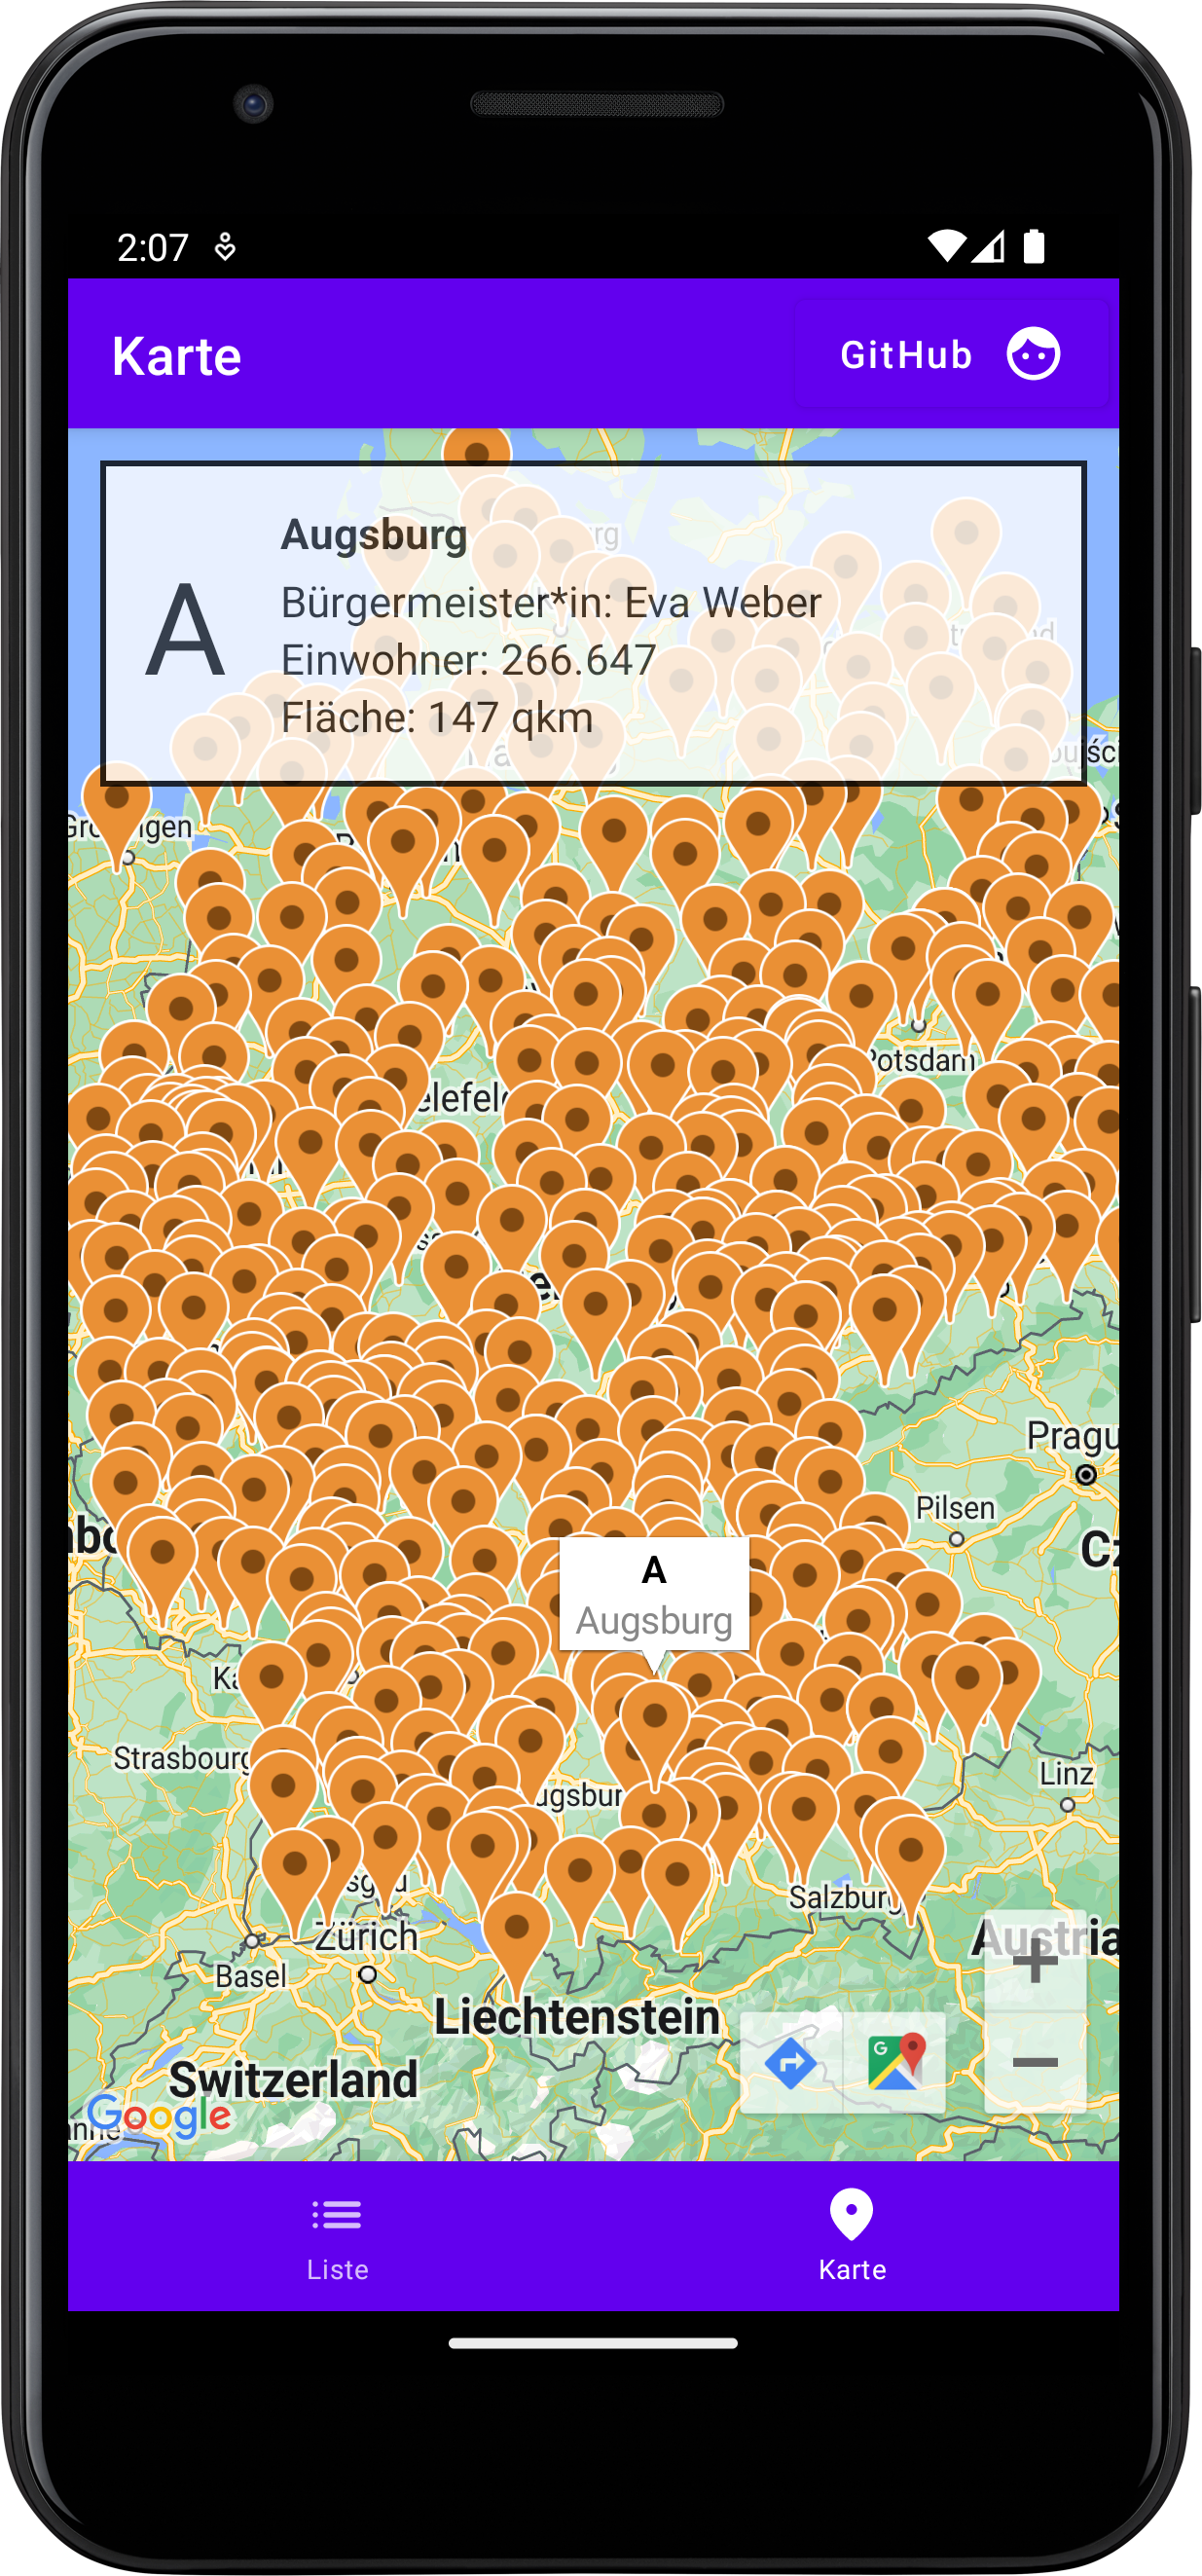 2:07
Karte
GitHub
A
Augsburg
Bürgermeister*in: Eva Weber
Einwohner: 266.647
Fläche: 147 qkm
Potsdam
Pilsen
A
Augsburg
Strasbourg
Linz
Salzburg
Zürich
Basel
Austria
Liechtenstein
Switzerland
G
Google
Liste
Karte